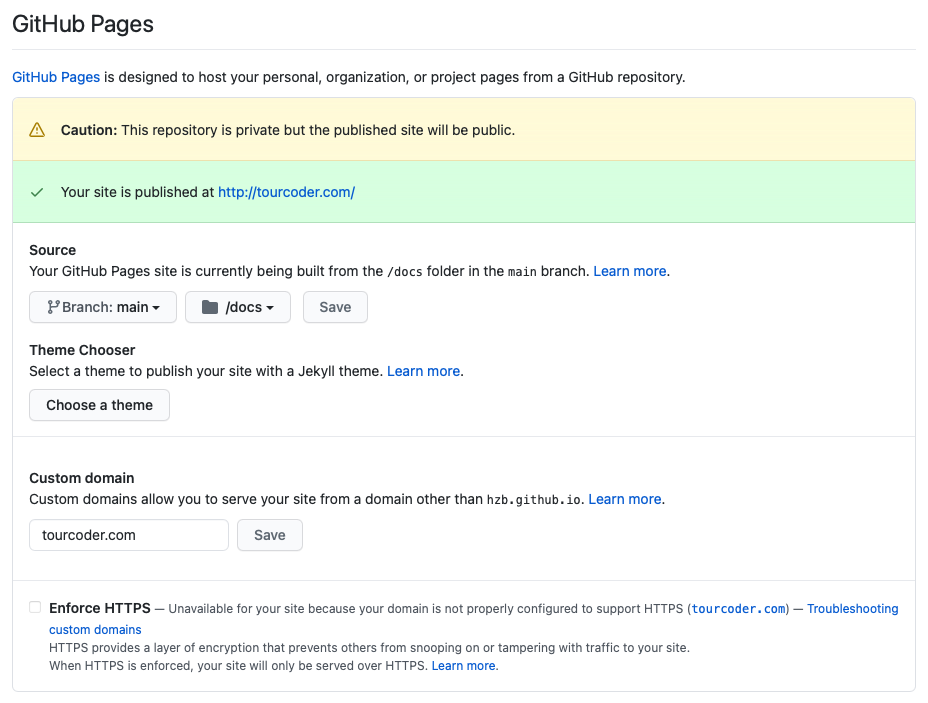 GitHub Pages
GitHub Pages is designed to host your personal, organization, or project pages from a GitHub repository.
Caution: This repository is private but the published site will be public.
Your site is published at http://tourcoder.com/
Source
Your GitHub Pages site is currently being built from the /docs folder in the main branch. Learn more.
Branch: main /docs Save
Theme Chooser
Select a theme to publish your site with a Jekyll theme. Learn more.
Choose a theme
Custom domain
Custom domains allow you to serve your site from a domain other than hzb.github.io. Learn more.
tourcoder.com Save
Enforce HTTPS — Unavailable for your site because your domain is not properly configured to support HTTPS (tourcoder.com) — Troubleshooting
custom domains
HTTPS provides a layer of encryption that prevents others from snooping on or tampering with traffic to your site.
When HTTPS is enforced, your site will only be served over HTTPS. Learn more.